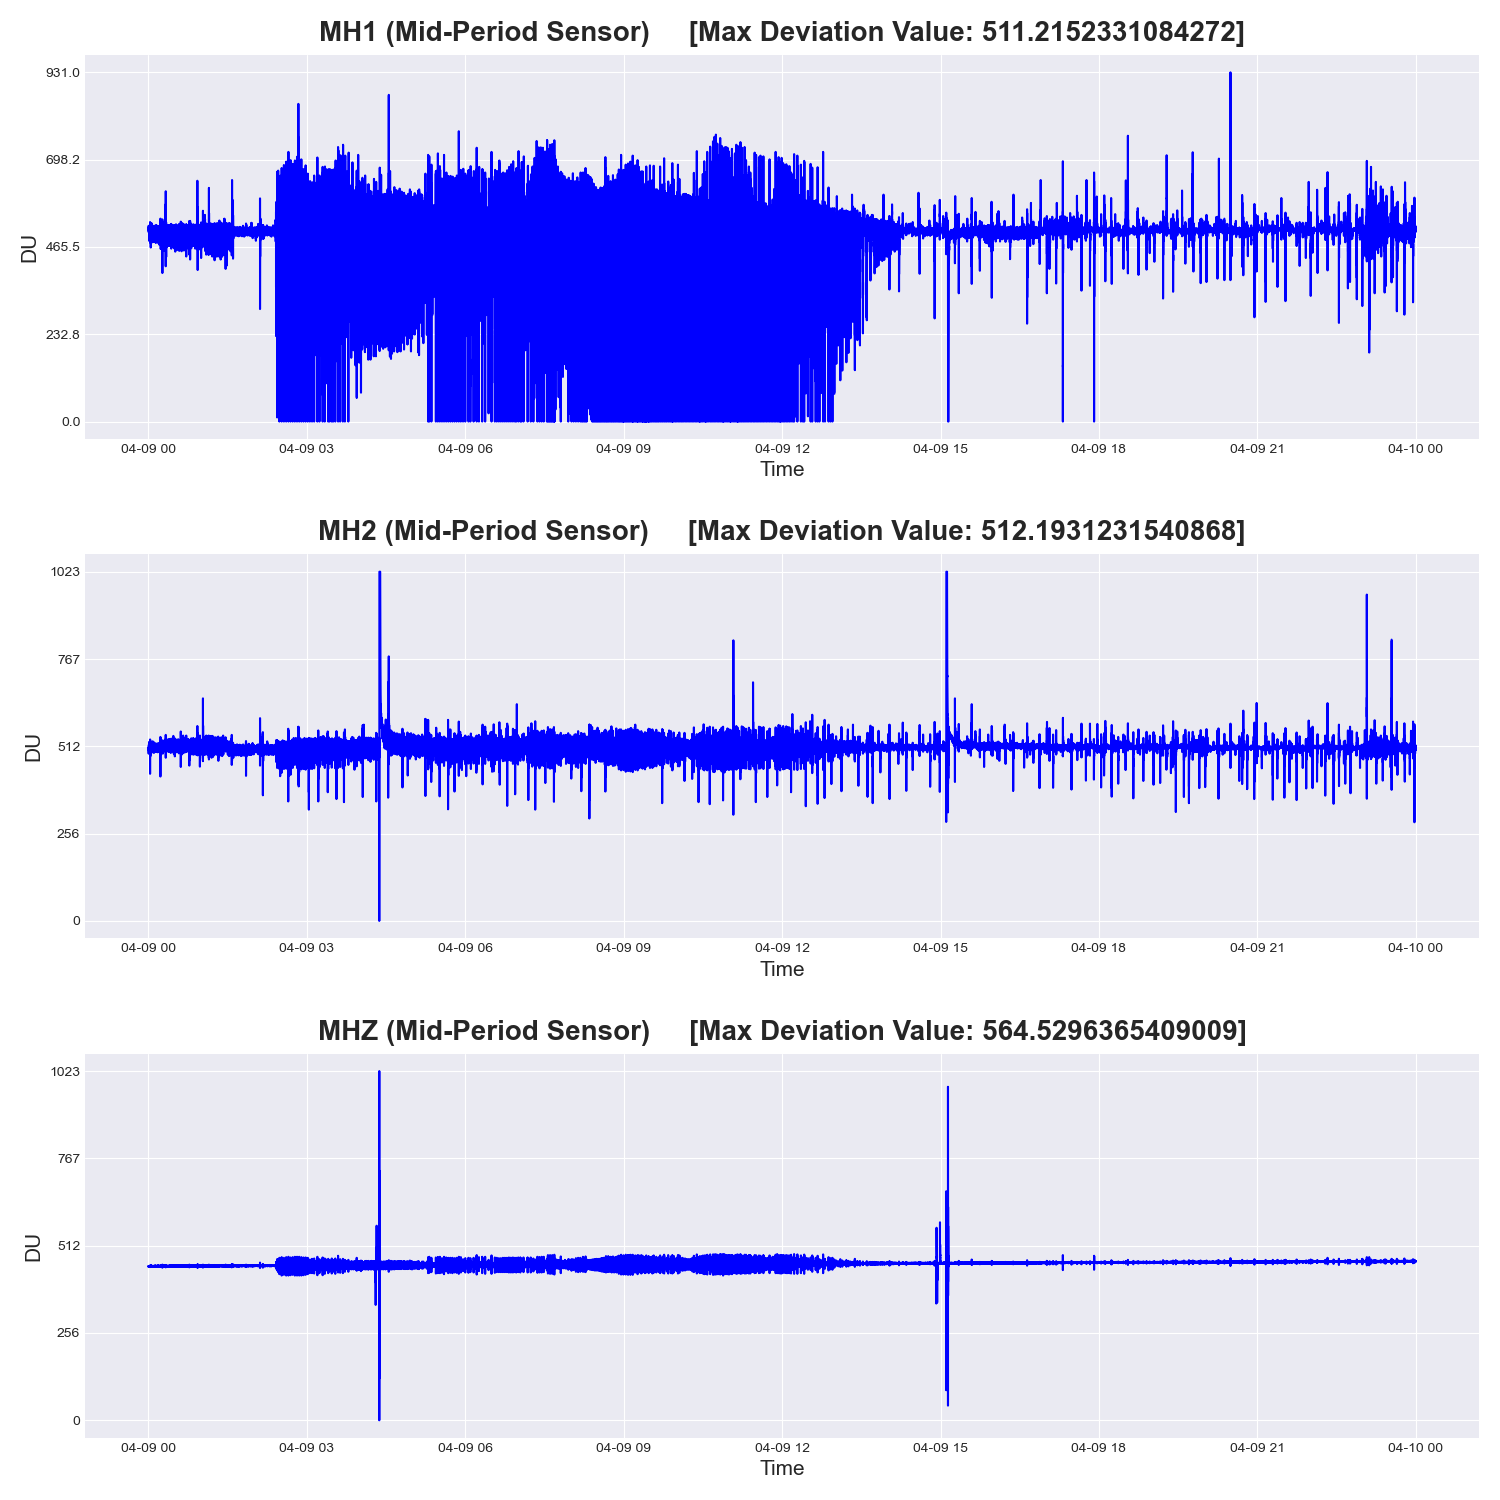 MH1 (Mid-Period Sensor) [Max Deviation Value: 511.2152331084272]
931.0
698.2
465.5
232.8
0.0
DU
04-09 00 04-09 03 04-09 06 04-09 09 04-09 12 04-09 15 04-09 18 04-09 21 04-10 00
Time
MH2 (Mid-Period Sensor) [Max Deviation Value: 512.1931231540868]
1023
767
512
256
0
DU
04-09 00 04-09 03 04-09 06 04-09 09 04-09 12 04-09 15 04-09 18 04-09 21 04-10 00
Time
MHZ (Mid-Period Sensor) [Max Deviation Value: 564.5296365409009]
1023
767
512
256
0
DU
04-09 00 04-09 03 04-09 06 04-09 09 04-09 12 04-09 15 04-09 18 04-09 21 04-10 00
Time